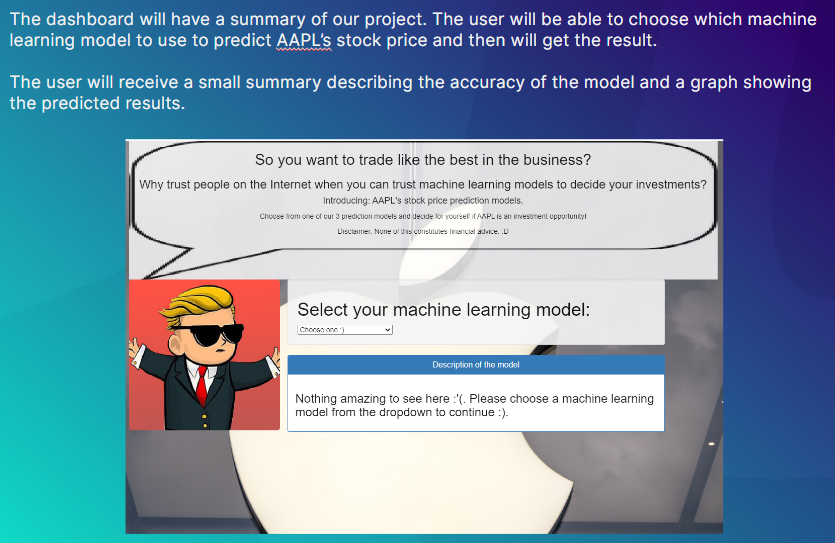 The dashboard will have a summary of our project. The user will be able to choose which machine
learning model to use to predict AAPL's stock price and then will get the result.
The user will receive a small summary describing the accuracy of the model and a graph showing
the predicted results.
So you want to trade like the best in the business?
Why trust people on the Internet when you can trust machine learning models to decide your investments?
Introducing: AAPL's stock price prediction models.
Choose from one of our 3 prediction models and decide for yourself if AAPL is an investment opportunity!
Disclaimer: None of this constitutes financial advice. :D
Select your machine learning model:
Choose one :)
Description of the model
Nothing amazing to see here :'(. Please choose a machine learning
model from the dropdown to continue :).